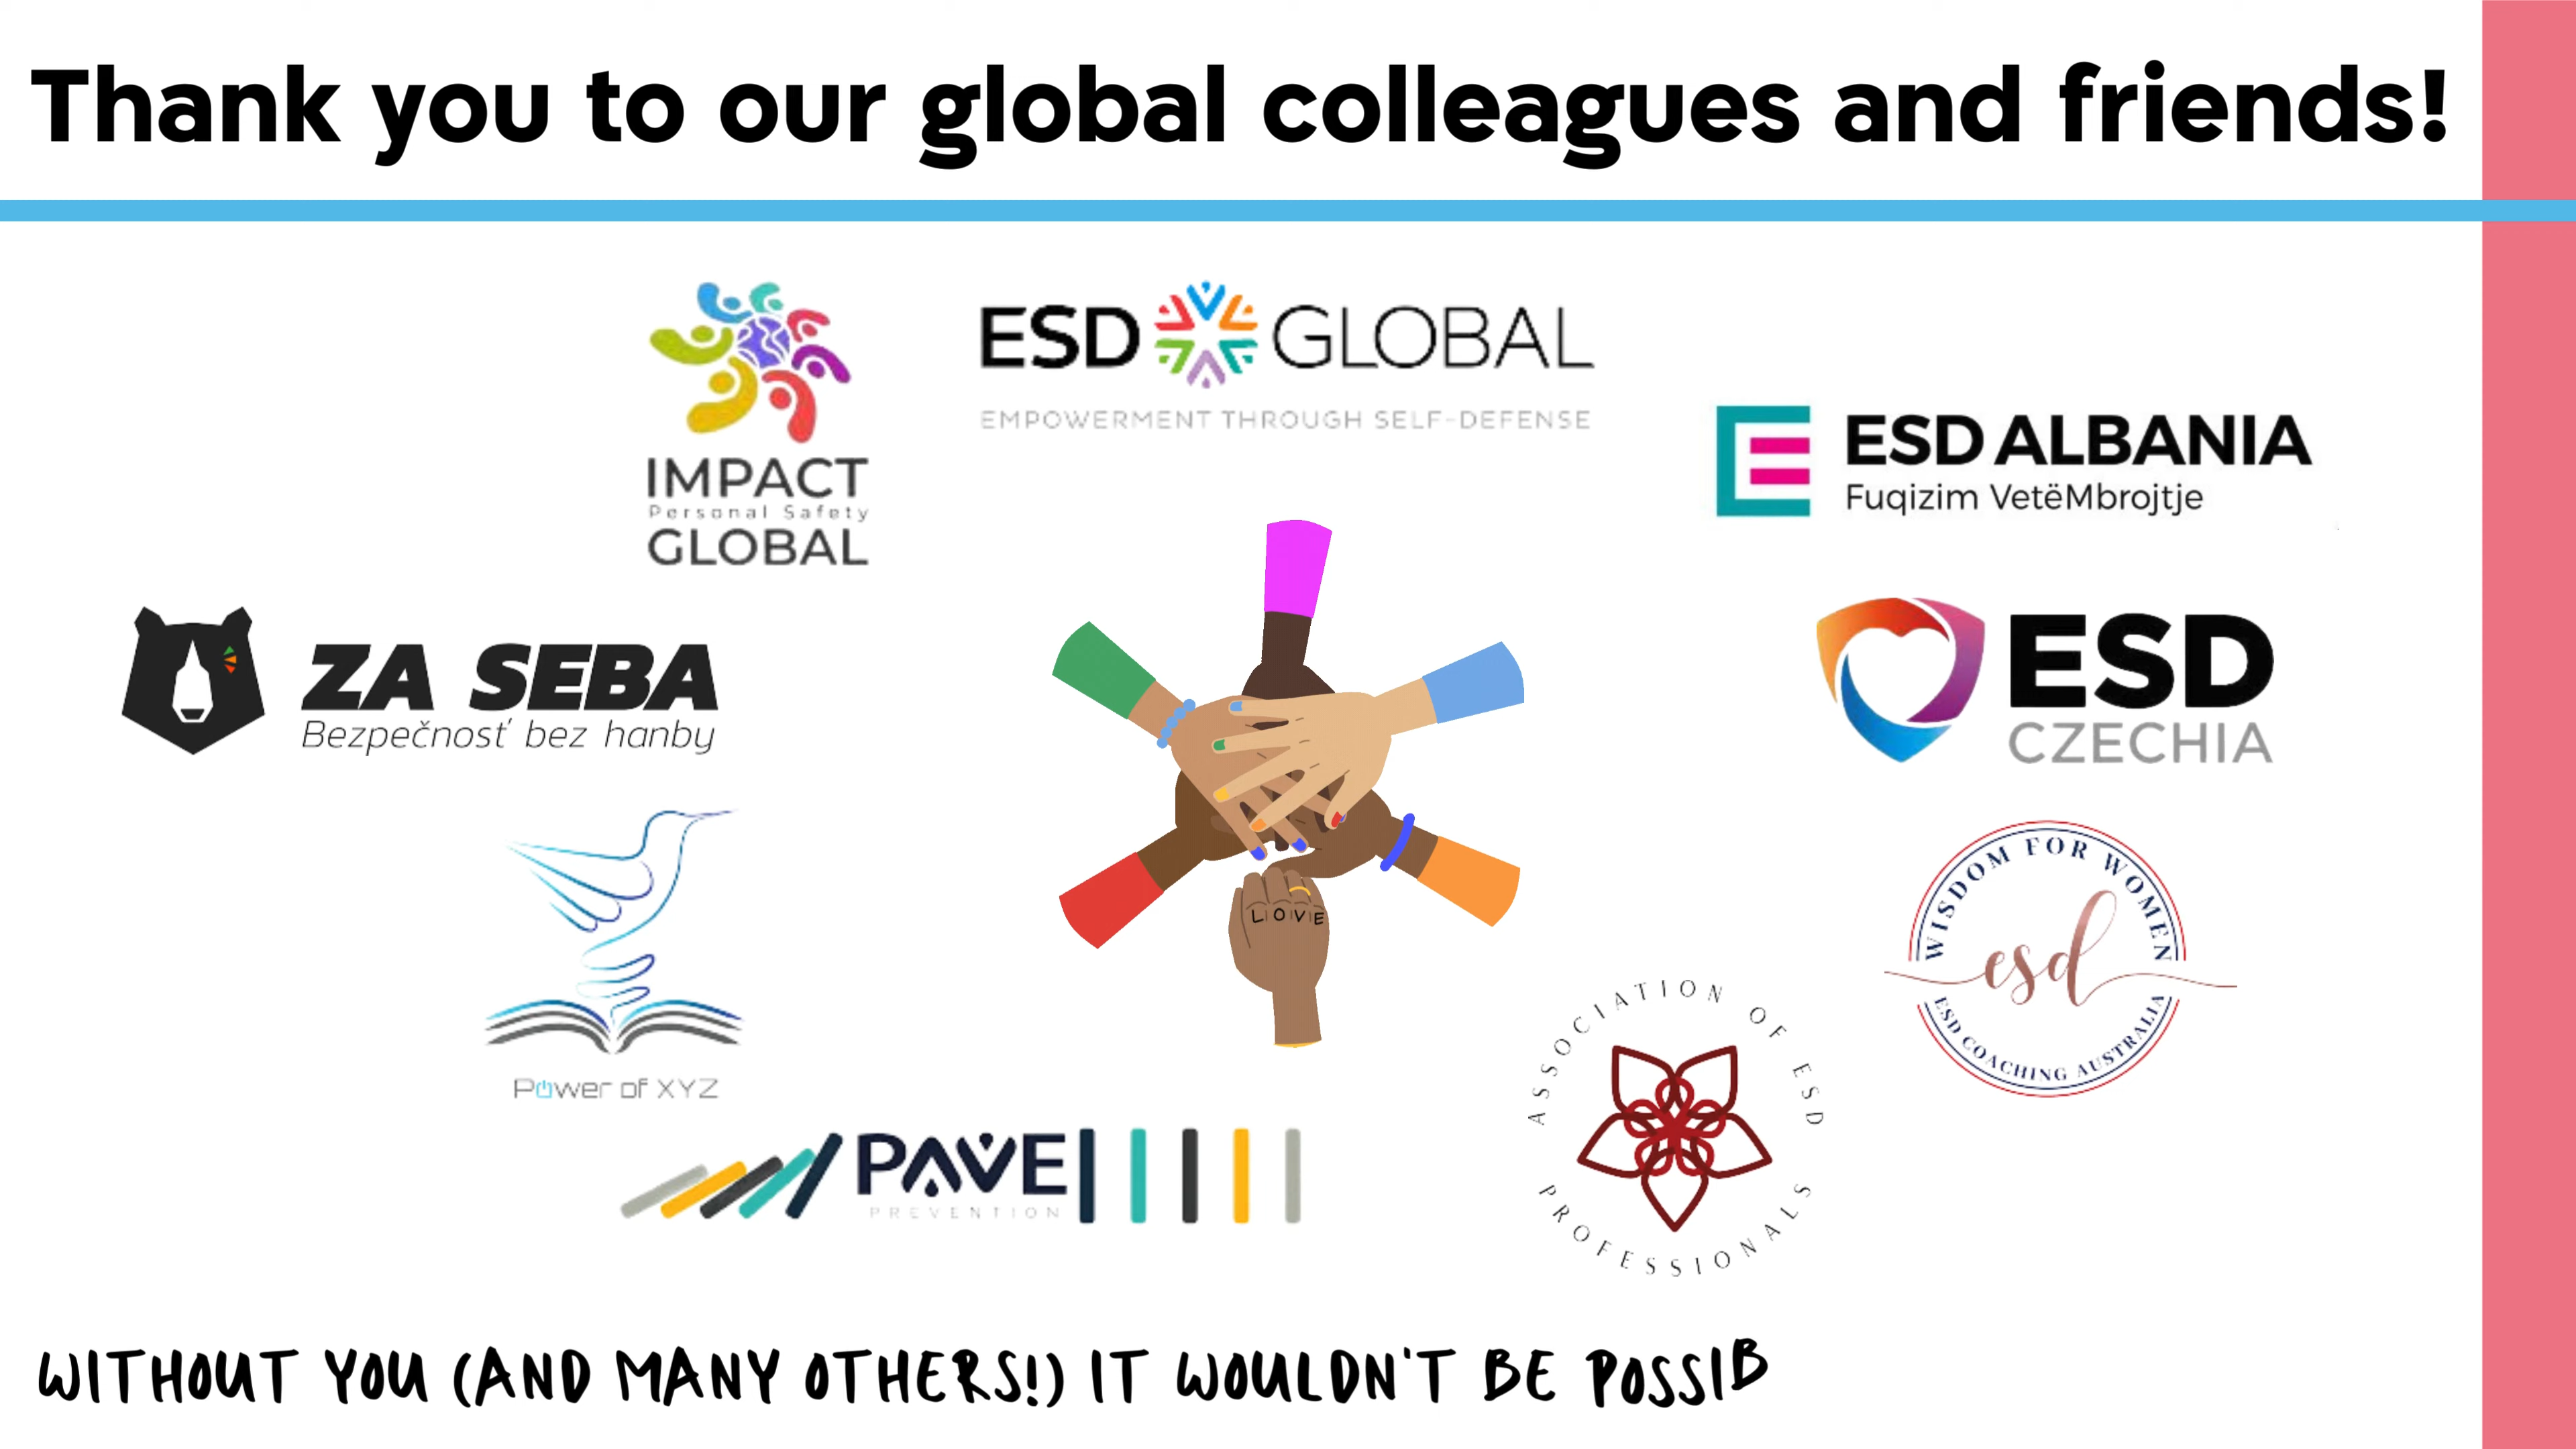 Thank you to our global colleagues and friends!
IMPACT
Personal Safety
GLOBAL
ESD GLOBAL
EMPOWERMENT THROUGH SELF-DEFENSE
ESD ALBANIA
Fuqizim VetëMbrojtje
ZA SEBA
Bezpečnosť bez hanby
ESD
CZECHIA
LOVE
WISDOM FOR WOMEN
esd
ESD COACHING AUSTRALIA
Power of XYZ
ASSOCIATION OF ESD
PROFESSIONALS
PAVE
PREVENTION
WITHOUT YOU (AND MANY OTHERS!) IT WOULDN'T BE POSSIB